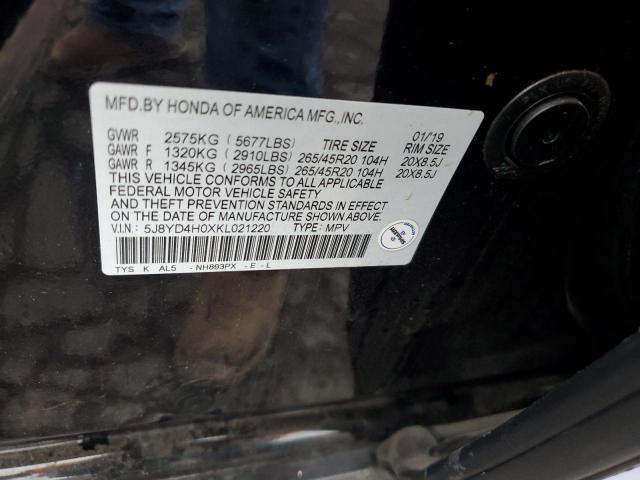 MFD.BY HONDA OF AMERICA MFG.,INC.
01/19
GVWR 2575KG (5677LBS) TIRE SIZE RIM SIZE
GAWR F 1320KG (2910LBS) 265/45R20 104H 20X8.5J
GAWR R 1345KG (2965LBS) 265/45R20 104H 20X8.5J
THIS VEHICLE CONFORMS TO ALL APPLICABLE
FEDERAL MOTOR VEHICLE SAFETY
AND THEFT PREVENTION STANDARDS IN EFFECT
ON THE DATE OF MANUFACTURE SHOWN ABOVE.
V.I.N: 5J8YD4H0XKL021220 TYPE: MPV
TYS K AL5 -NH893PX -E -L